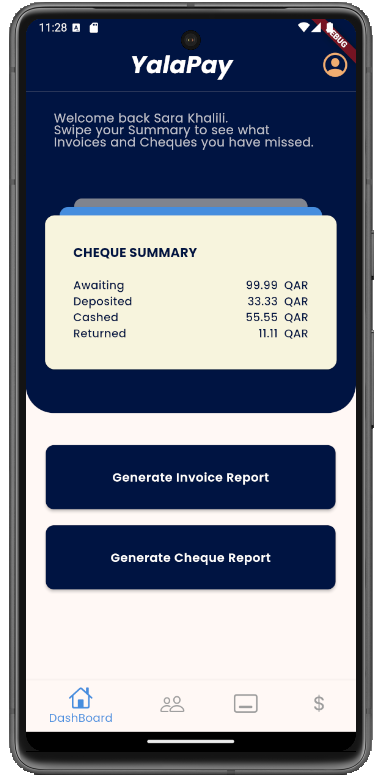 11:28
DEBUG
YalaPay
Welcome back Sara Khalili.
Swipe your Summary to see what
Invoices and Cheques you have missed.
CHEQUE SUMMARY
Awaiting 99.99 QAR
Deposited 33.33 QAR
Cashed 55.55 QAR
Returned 11.11 QAR
Generate Invoice Report
Generate Cheque Report
$
DashBoard